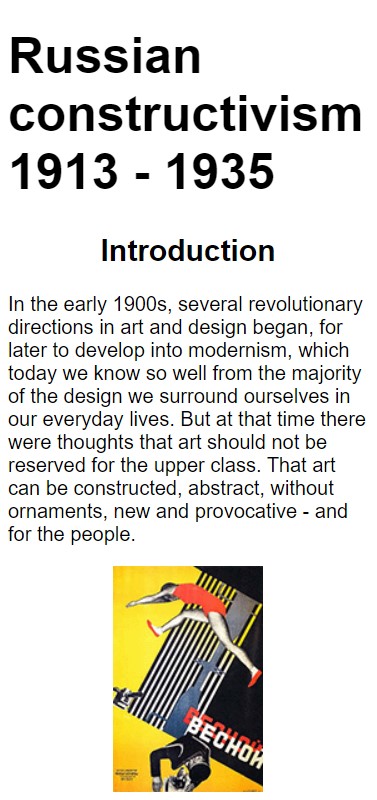 Russian
constructivism
1913 - 1935
Introduction
In the early 1900s, several revolutionary
directions in art and design began, for
later to develop into modernism, which
today we know so well from the majority
of the design we surround ourselves in
our everyday lives. But at that time there
were thoughts that art should not be
reserved for the upper class. That art
can be constructed, abstract, without
ornaments, new and provocative - and
for the people.
ВЕСНОЙ
ВЕСНОЙ